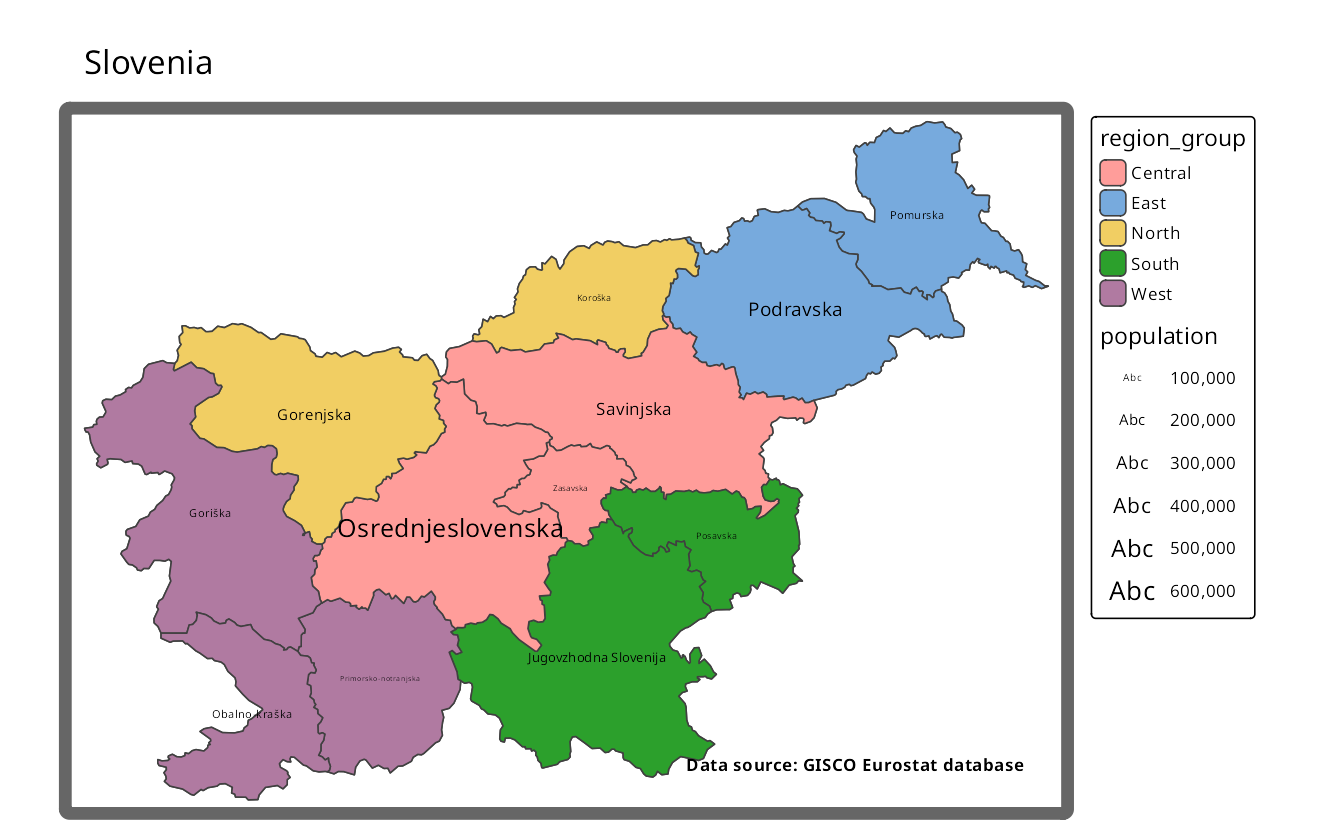 Slovenia
region_group
Central
East
North
South
West
population
Abc 100,000
Abc 200,000
Abc 300,000
Abc 400,000
Abc 500,000
Abc 600,000
Pomurska
Koroška
Podravska
Savinjska
Gorenjska
Zasavska
Goriška
Osrednjeslovenska
Posavska
Jugovzhodna Slovenija
Primorsko-notranjska
Obalno-kraška
Data source: GISCO Eurostat database